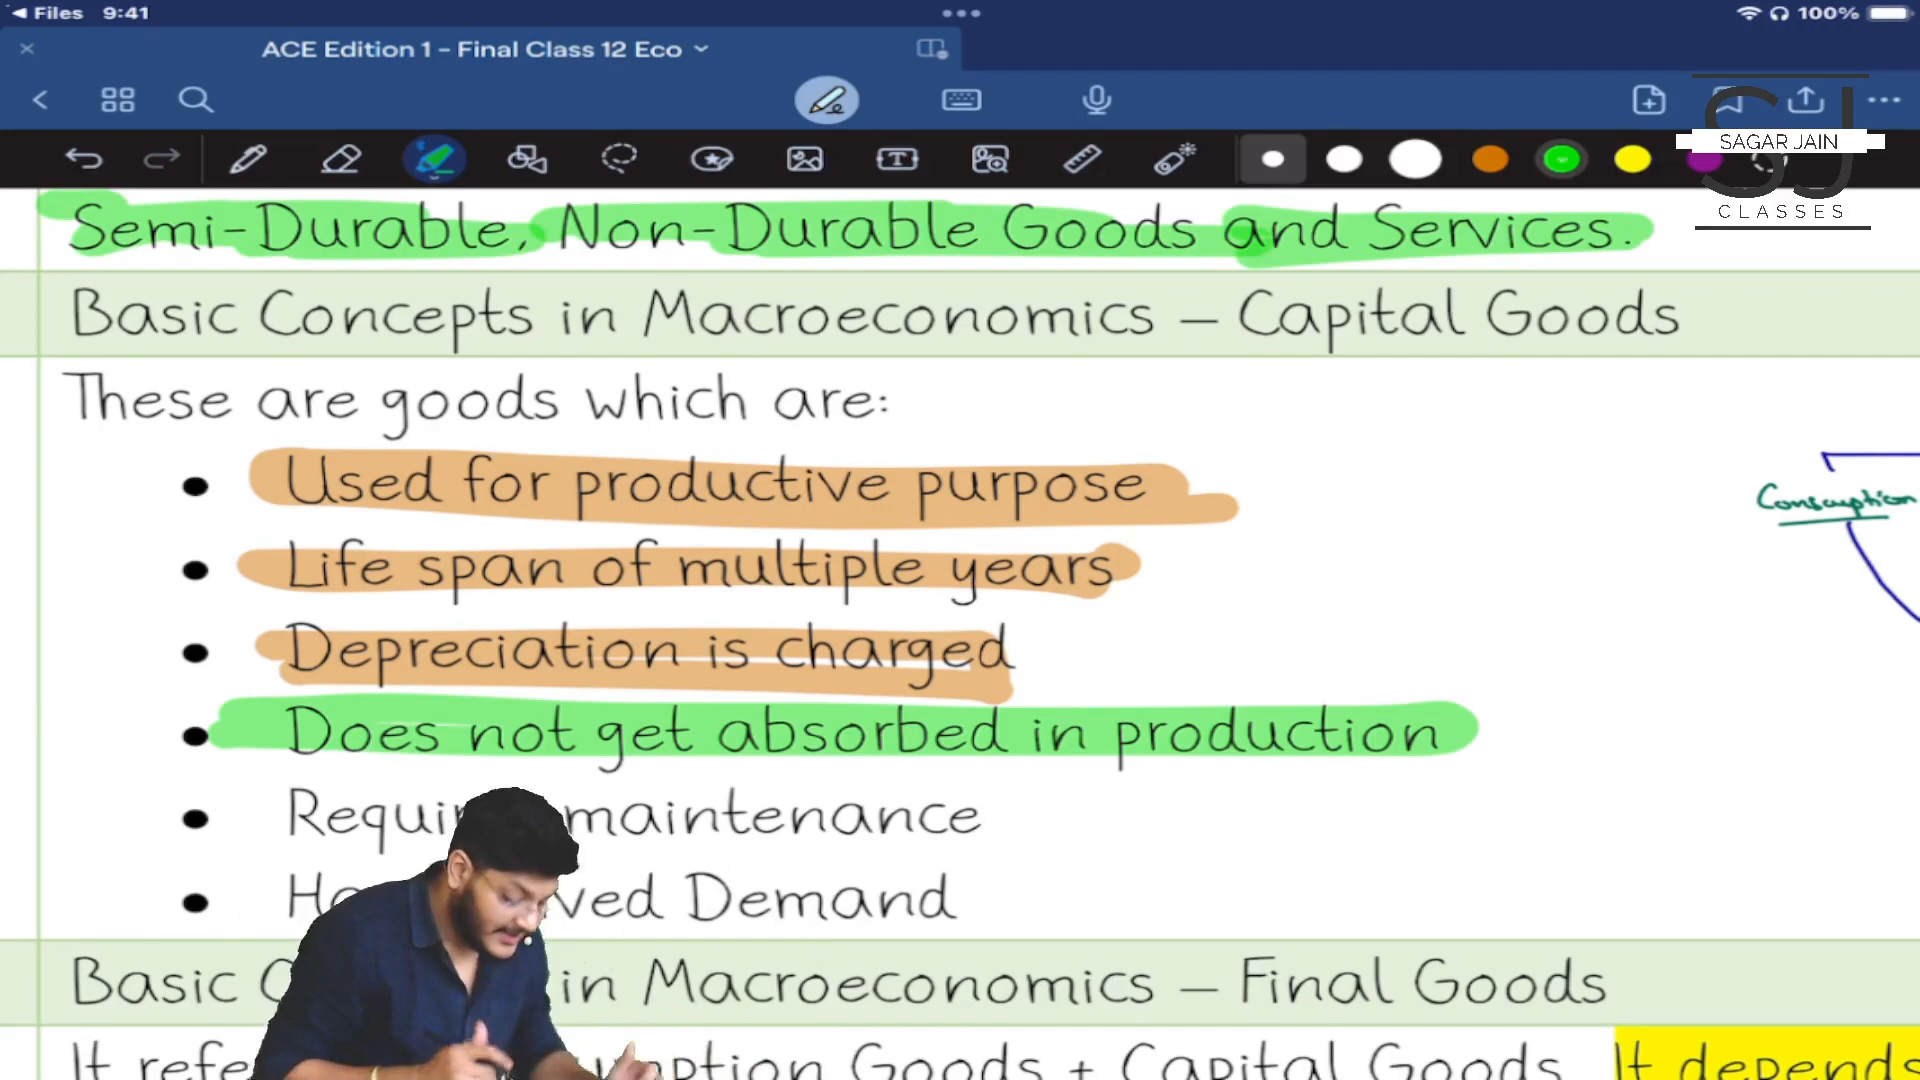 Files 9:41 100%
ACE Edition 1 - Final Class 12 Eco
SAGAR JAIN
CLASSES
Semi-Durable, Non-Durable Goods and Services.
Basic Concepts in Macroeconomics – Capital Goods
These are goods which are:
• Used for productive purpose
Consumption
• Life span of multiple years
• Depreciation is charged
• Does not get absorbed in production
• maintenance
• Demand
Basic in Macroeconomics – Final Goods
It Goods + Capital Goods. It depends